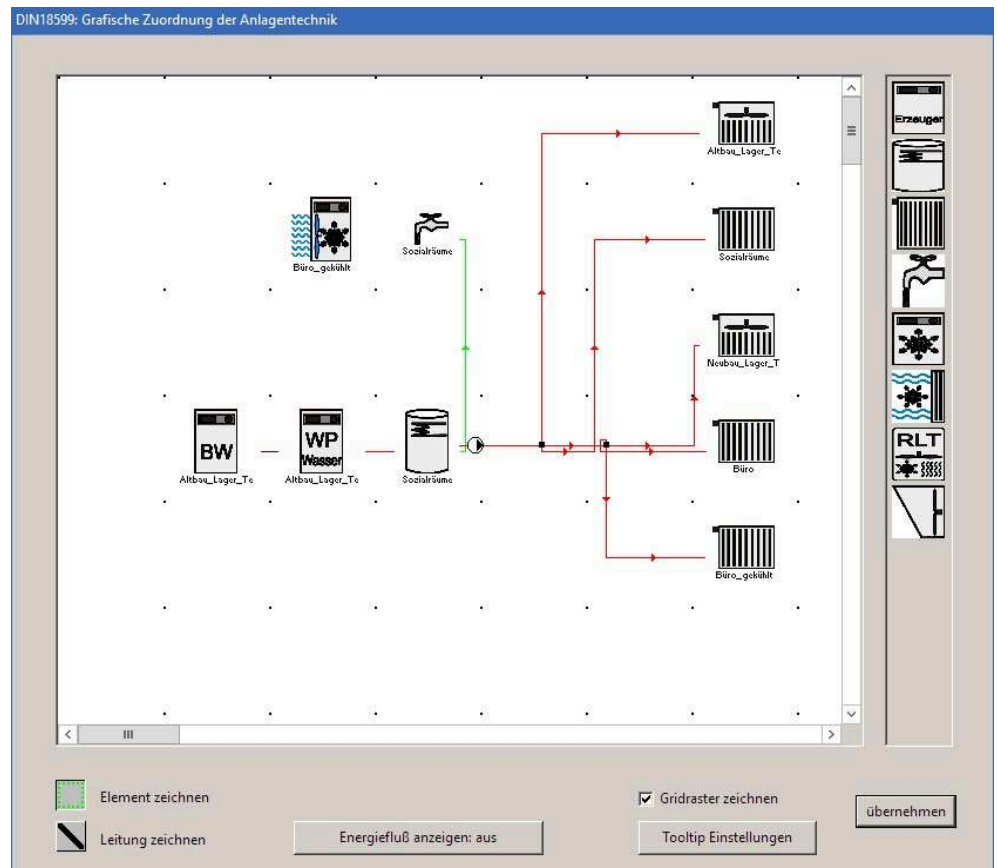 DIN18599: Grafische Zuordnung der Anlagentechnik
Erzeuger
Altbau_Lager_Te
Büro_gekühlt
Sozialräume
Sozialräume
Neubau_Lager_T
BW
WP
Wasser
Altbau_Lager_Te
Altbau_Lager_Te
Sozialräume
Büro
RLT
Büro_gekühlt
Element zeichnen
Gridraster zeichnen
übernehmen
Leitung zeichnen
Energiefluß anzeigen: aus
Tooltip Einstellungen